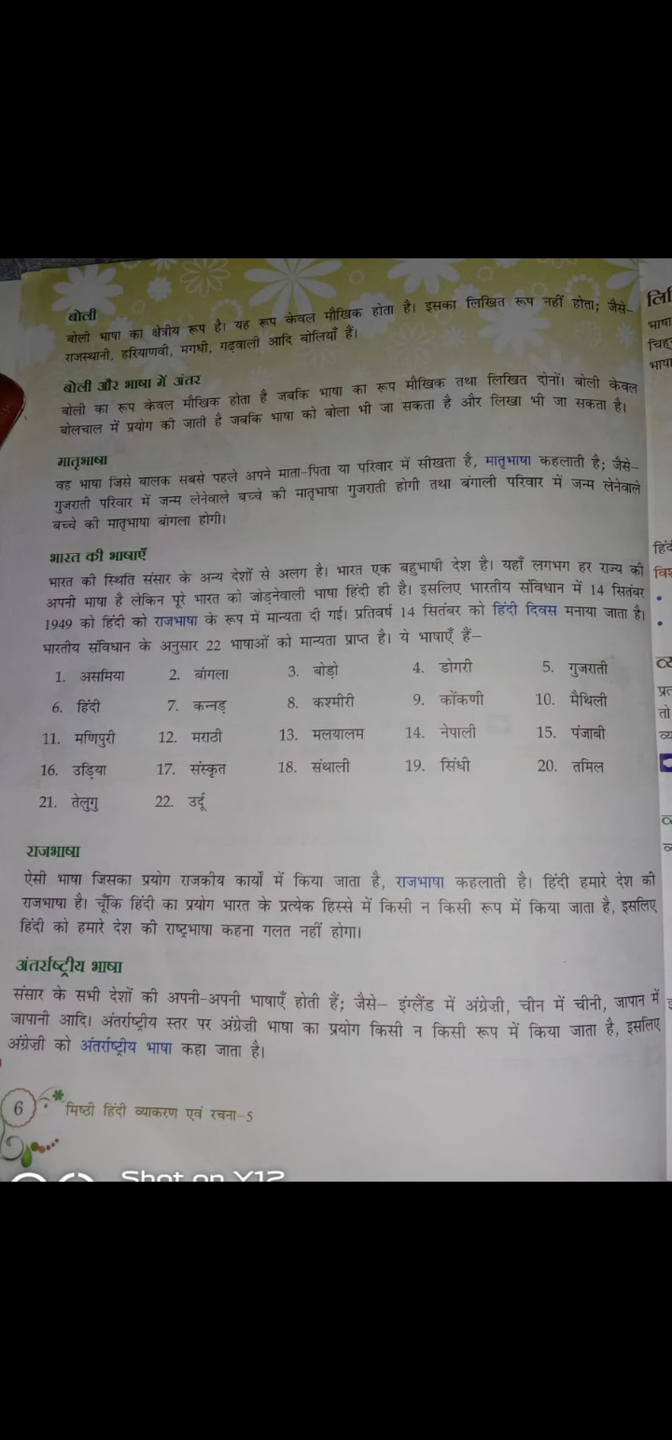 बोली
बोली भाषा का क्षेत्रीय रूप है। यह रूप केवल मौखिक होता है। इसका लिखित रूप नहीं होता; जैसे–
राजस्थानी, हरियाणवी, मगधी, गढ़वाली आदि बोलियाँ हैं।
बोली और भाषा में अंतर
बोली का रूप केवल मौखिक होता है जबकि भाषा का रूप मौखिक तथा लिखित दोनों। बोली केवल
बोलचाल में प्रयोग की जाती है जबकि भाषा को बोला भी जा सकता है और लिखा भी जा सकता है।
मातृभाषा
वह भाषा जिसे बालक सबसे पहले अपने माता-पिता या परिवार में सीखता है, मातृभाषा कहलाती है; जैसे–
गुजराती परिवार में जन्म लेनेवाले बच्चे की मातृभाषा गुजराती होगी तथा बंगाली परिवार में जन्म लेनेवाले
बच्चे की मातृभाषा बांगला होगी।
भारत की भाषाएँ
भारत की स्थिति संसार के अन्य देशों से अलग है। भारत एक बहुभाषी देश है। यहाँ लगभग हर राज्य की
अपनी भाषा है लेकिन पूरे भारत को जोड़नेवाली भाषा हिंदी ही है। इसलिए भारतीय संविधान में 14 सितंबर
1949 को हिंदी को राजभाषा के रूप में मान्यता दी गई। प्रतिवर्ष 14 सितंबर को हिंदी दिवस मनाया जाता है।
भारतीय संविधान के अनुसार 22 भाषाओं को मान्यता प्राप्त है। ये भाषाएँ हैं–
1. असमिया 2. बांगला 3. बोड़ो 4. डोगरी 5. गुजराती
6. हिंदी 7. कन्नड़ 8. कश्मीरी 9. कोंकणी 10. मैथिली
11. मणिपुरी 12. मराठी 13. मलयालम 14. नेपाली 15. पंजाबी
16. उड़िया 17. संस्कृत 18. संथाली 19. सिंधी 20. तमिल
21. तेलुगु 22. उर्दू
राजभाषा
ऐसी भाषा जिसका प्रयोग राजकीय कार्यों में किया जाता है, राजभाषा कहलाती है। हिंदी हमारे देश की
राजभाषा है। चूँकि हिंदी का प्रयोग भारत के प्रत्येक हिस्से में किसी न किसी रूप में किया जाता है, इसलिए
हिंदी को हमारे देश की राष्ट्रभाषा कहना गलत नहीं होगा।
अंतर्राष्ट्रीय भाषा
संसार के सभी देशों की अपनी-अपनी भाषाएँ होती हैं; जैसे– इंग्लैंड में अंग्रेज़ी, चीन में चीनी, जापान में
जापानी आदि। अंतर्राष्ट्रीय स्तर पर अंग्रेज़ी भाषा का प्रयोग किसी न किसी रूप में किया जाता है, इसलिए
अंग्रेज़ी को अंतर्राष्ट्रीय भाषा कहा जाता है।
6 मिष्ठी हिंदी व्याकरण एवं रचना-5
Shot on Y12